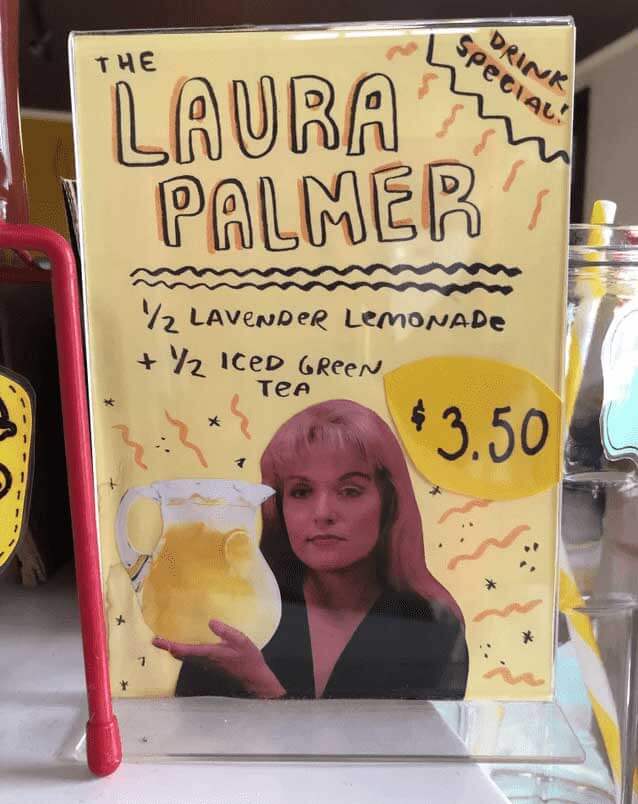 THE
LAURA
PALMER
DRINK
SPECIAL!
1/2 LAVENDER LEMONADE
+ 1/2 ICED GREEN
TEA
$3.50